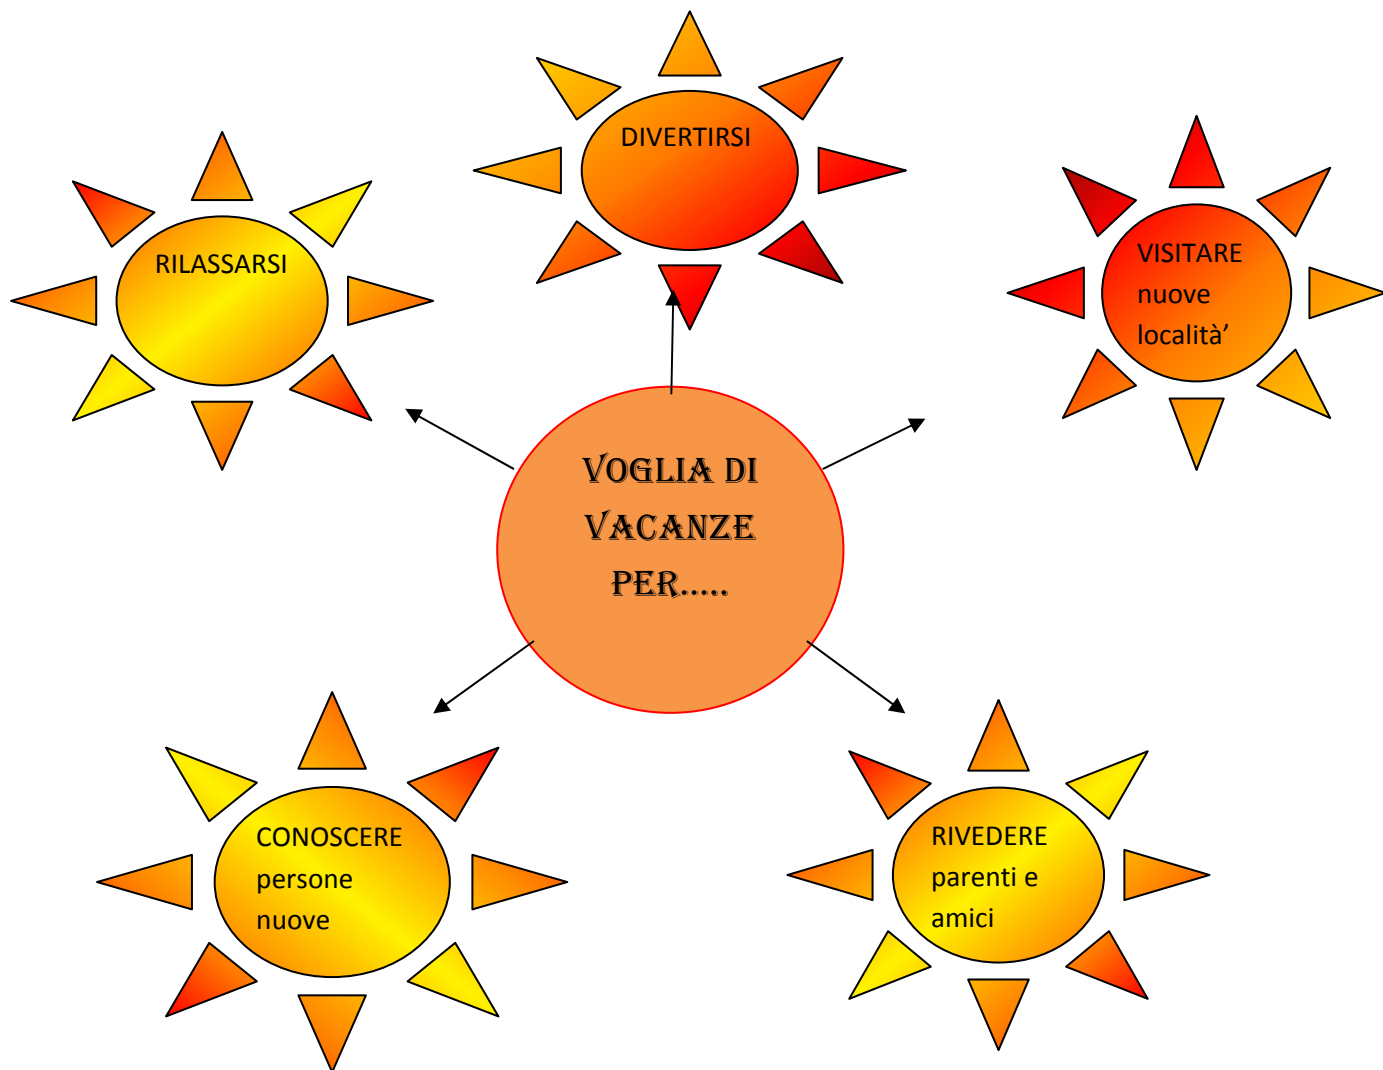 DIVERTIRSI
RILASSARSI
VISITARE
nuove
località’
VOGLIA DI
VACANZE
PER.....
CONOSCERE
persone
nuove
RIVEDERE
parenti e
amici